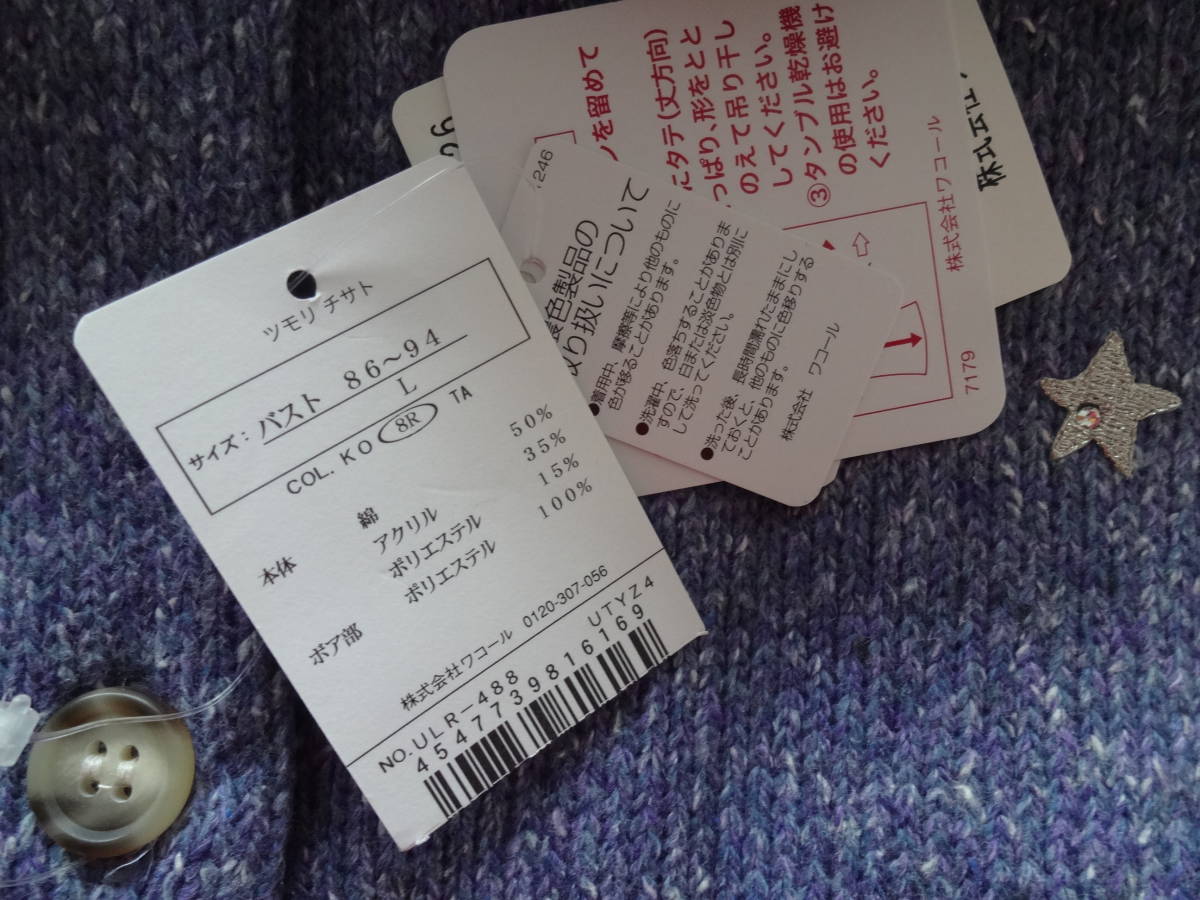 ツモリ チサト
サイズ: バスト 86～94
L
COL. KO 8R TA
本体 綿 50%
アクリル 35%
ポリエステル 15%
ボア部 ポリエステル 100%
株式会社ワコール 0120-307-056
NO.ULR-488 UTYZ4
4547739816169
246
色製品の
り扱いについて
●着用中、摩擦等により他のものに
色が移ることがあります。
●洗濯中、色落ちすることがありま
すので、白または淡色物とは別に
して洗ってください。
●洗った後、長時間濡れたままにし
ておくと、他のものに色移りする
ことがあります。
株式会社 ワコール
ンを留めて
にタテ(丈方向)
っぱり、形をとと
のえて吊り干し
してください。
③タンブル乾燥機
の使用はお避け
ください。
株式会社ワコール
7179
株式会社